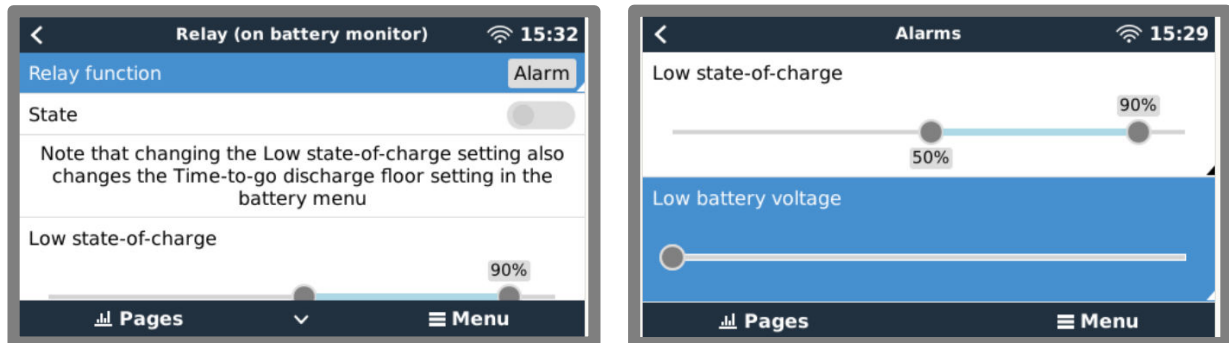 Relay (on battery monitor) 15:32
Relay function Alarm
State
Note that changing the Low state-of-charge setting also
changes the Time-to-go discharge floor setting in the
battery menu
Low state-of-charge
90%
Pages Menu
Alarms 15:29
Low state-of-charge
90%
50%
Low battery voltage
Pages Menu